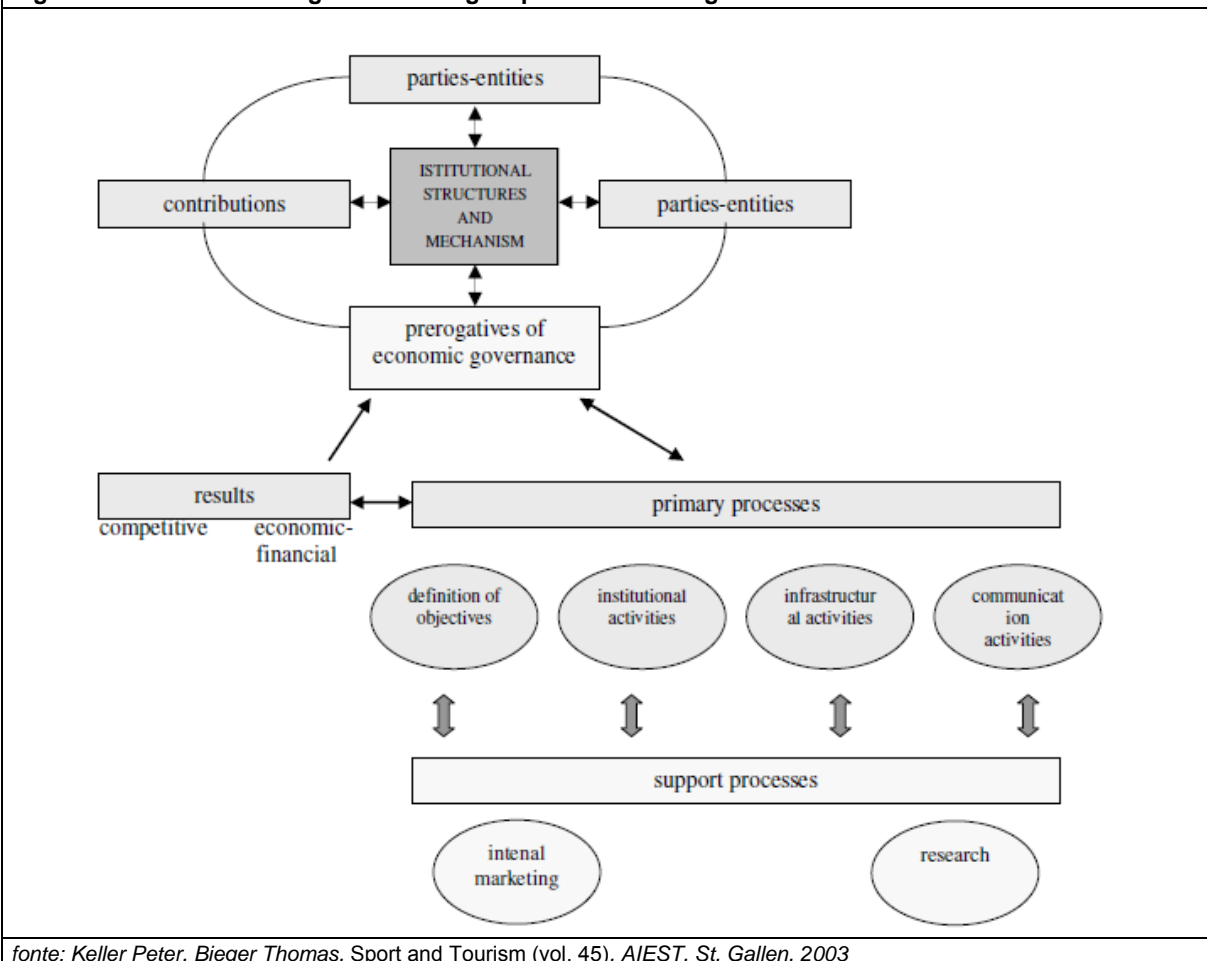 parties-entities
ISTITUTIONAL
STRUCTURES
AND
MECHANISM
contributions
parties-entities
prerogatives of
economic governance
results
competitive economic-
financial
primary processes
definition of
objectives
institutional
activities
infrastructur
al activities
communicat
ion
activities
support processes
intenal
marketing
research
fonte: Keller Peter, Bieger Thomas, Sport and Tourism (vol. 45), AIEST, St. Gallen, 2003